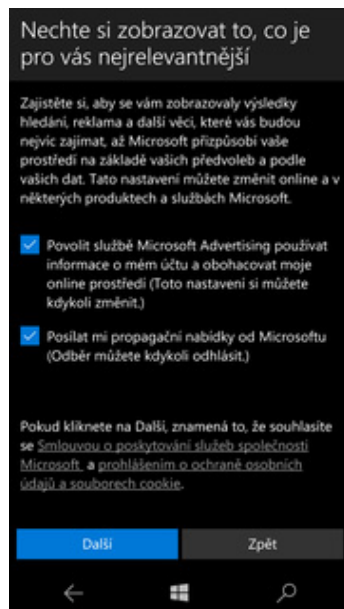 Nechte si zobrazovat to, co je
pro vás nejrelevantnější
Zajistěte si, aby se vám zobrazovaly výsledky
hledání, reklama a další věci, které vás budou
nejvíc zajímat, až Microsoft přizpůsobí vaše
prostředí na základě vašich předvoleb a podle
vašich dat. Tato nastavení můžete změnit online a v
některých produktech a službách Microsoft.
Povolit službě Microsoft Advertising používat
informace o mém účtu a obohacovat moje
online prostředí (Toto nastavení si můžete
kdykoli změnit.)
Posílat mi propagační nabídky od Microsoftu
(Odběr můžete kdykoli odhlásit.)
Pokud kliknete na Další, znamená to, že souhlasíte
se Smlouvou o poskytování služeb společnosti
Microsoft a prohlášením o ochraně osobních
údajů a souborech cookie.
Další Zpět